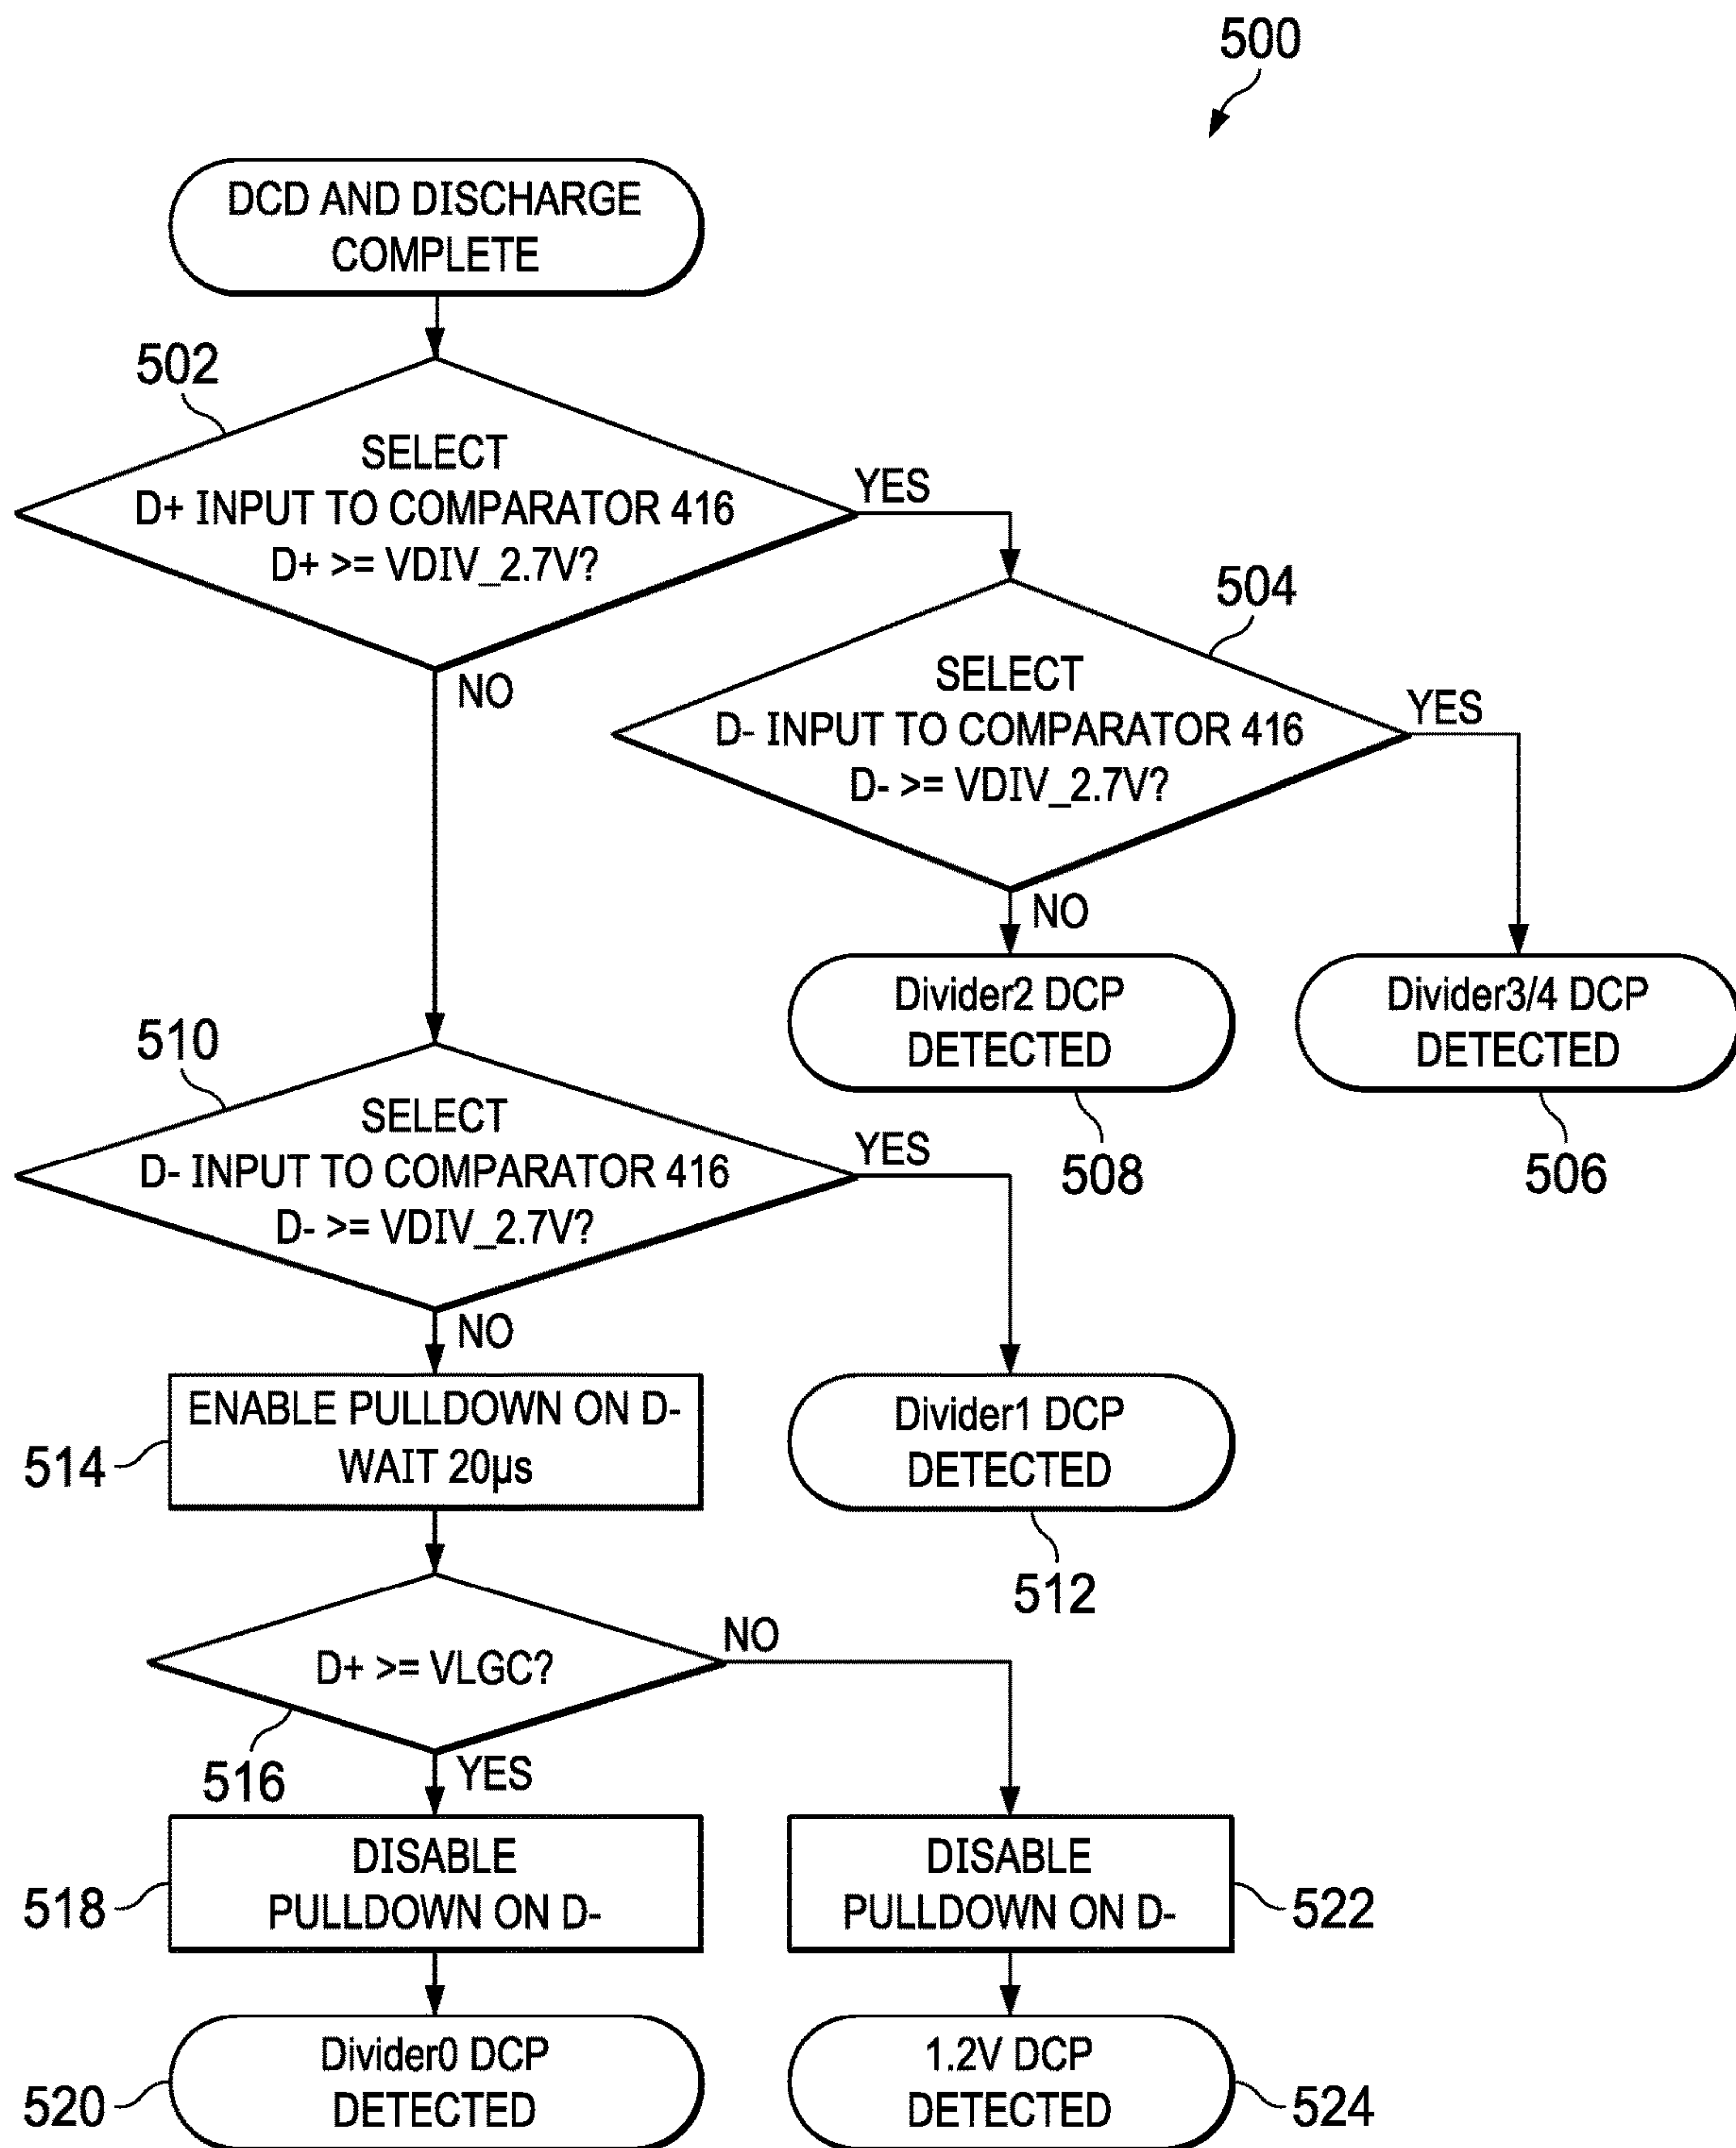 500
DCD AND DISCHARGE
COMPLETE
502
SELECT
D+ INPUT TO COMPARATOR 416
D+ >= VDIV_2.7V?
YES
NO
504
SELECT
D- INPUT TO COMPARATOR 416
D- >= VDIV_2.7V?
YES
NO
Divider2 DCP
DETECTED
508
Divider3/4 DCP
DETECTED
506
510
SELECT
D- INPUT TO COMPARATOR 416
D- >= VDIV_2.7V?
YES
NO
ENABLE PULLDOWN ON D-
WAIT 20µs
514
Divider1 DCP
DETECTED
512
D+ >= VLGC?
NO
516
YES
DISABLE
PULLDOWN ON D-
518
DISABLE
PULLDOWN ON D-
522
Divider0 DCP
DETECTED
520
1.2V DCP
DETECTED
524